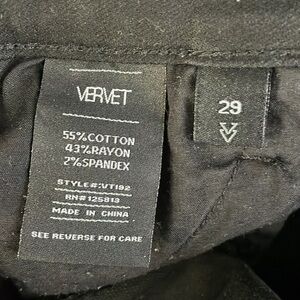 VERVET
55%COTTON
43%RAYON
2%SPANDEX
STYLE#:VT192
RN#125813
MADE IN CHINA
SEE REVERSE FOR CARE
29